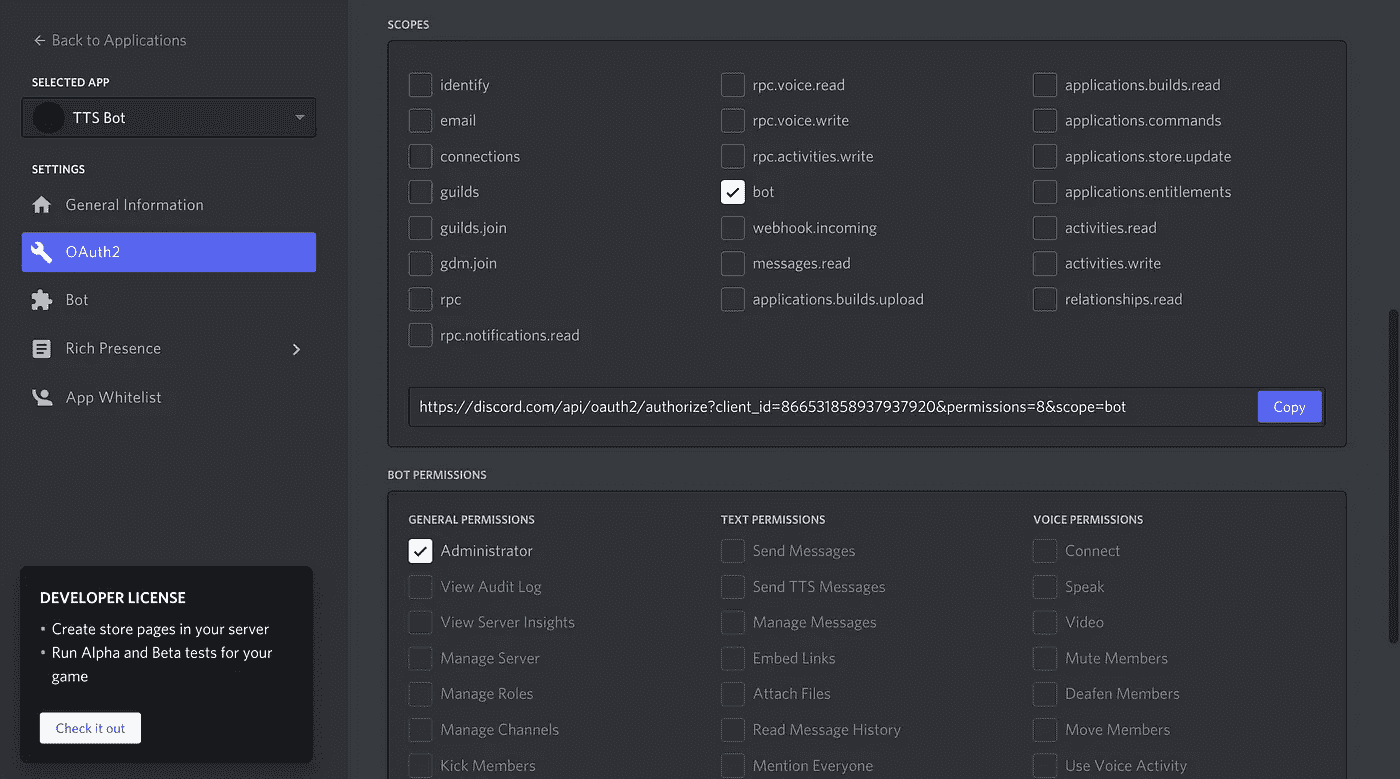 ← Back to Applications
SELECTED APP
TTS Bot
SETTINGS
General Information
OAuth2
Bot
Rich Presence
App Whitelist
DEVELOPER LICENSE
• Create store pages in your server
• Run Alpha and Beta tests for your
game
Check it out
SCOPES
identify
email
connections
guilds
guilds.join
gdm.join
rpc
rpc.notifications.read
rpc.voice.read
rpc.voice.write
rpc.activities.write
bot
webhook.incoming
messages.read
applications.builds.upload
applications.builds.read
applications.commands
applications.store.update
applications.entitlements
activities.read
activities.write
relationships.read
https://discord.com/api/oauth2/authorize?client_id=866531858937937920&permissions=8&scope=bot
Copy
BOT PERMISSIONS
GENERAL PERMISSIONS
Administrator
View Audit Log
View Server Insights
Manage Server
Manage Roles
Manage Channels
Kick Members
TEXT PERMISSIONS
Send Messages
Send TTS Messages
Manage Messages
Embed Links
Attach Files
Read Message History
Mention Everyone
VOICE PERMISSIONS
Connect
Speak
Video
Mute Members
Deafen Members
Move Members
Use Voice Activity